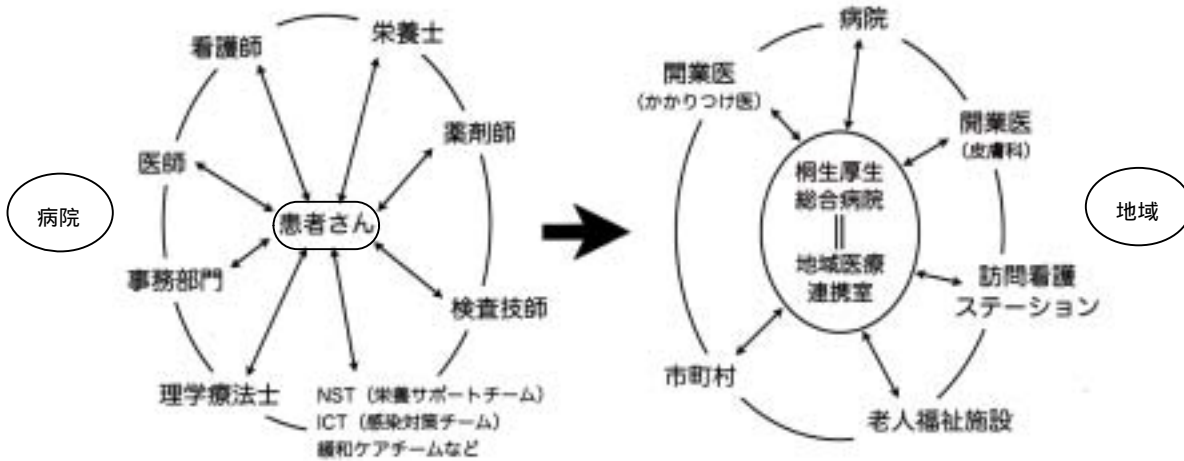 病院
看護師
栄養士
医師
薬剤師
患者さん
事務部門
検査技師
理学療法士
NST（栄養サポートチーム）
ICT（感染対策チーム）
緩和ケアチームなど
病院
開業医
（かかりつけ医）
開業医
（皮膚科）
桐生厚生
総合病院
地域医療
連携室
訪問看護
ステーション
市町村
老人福祉施設
地域